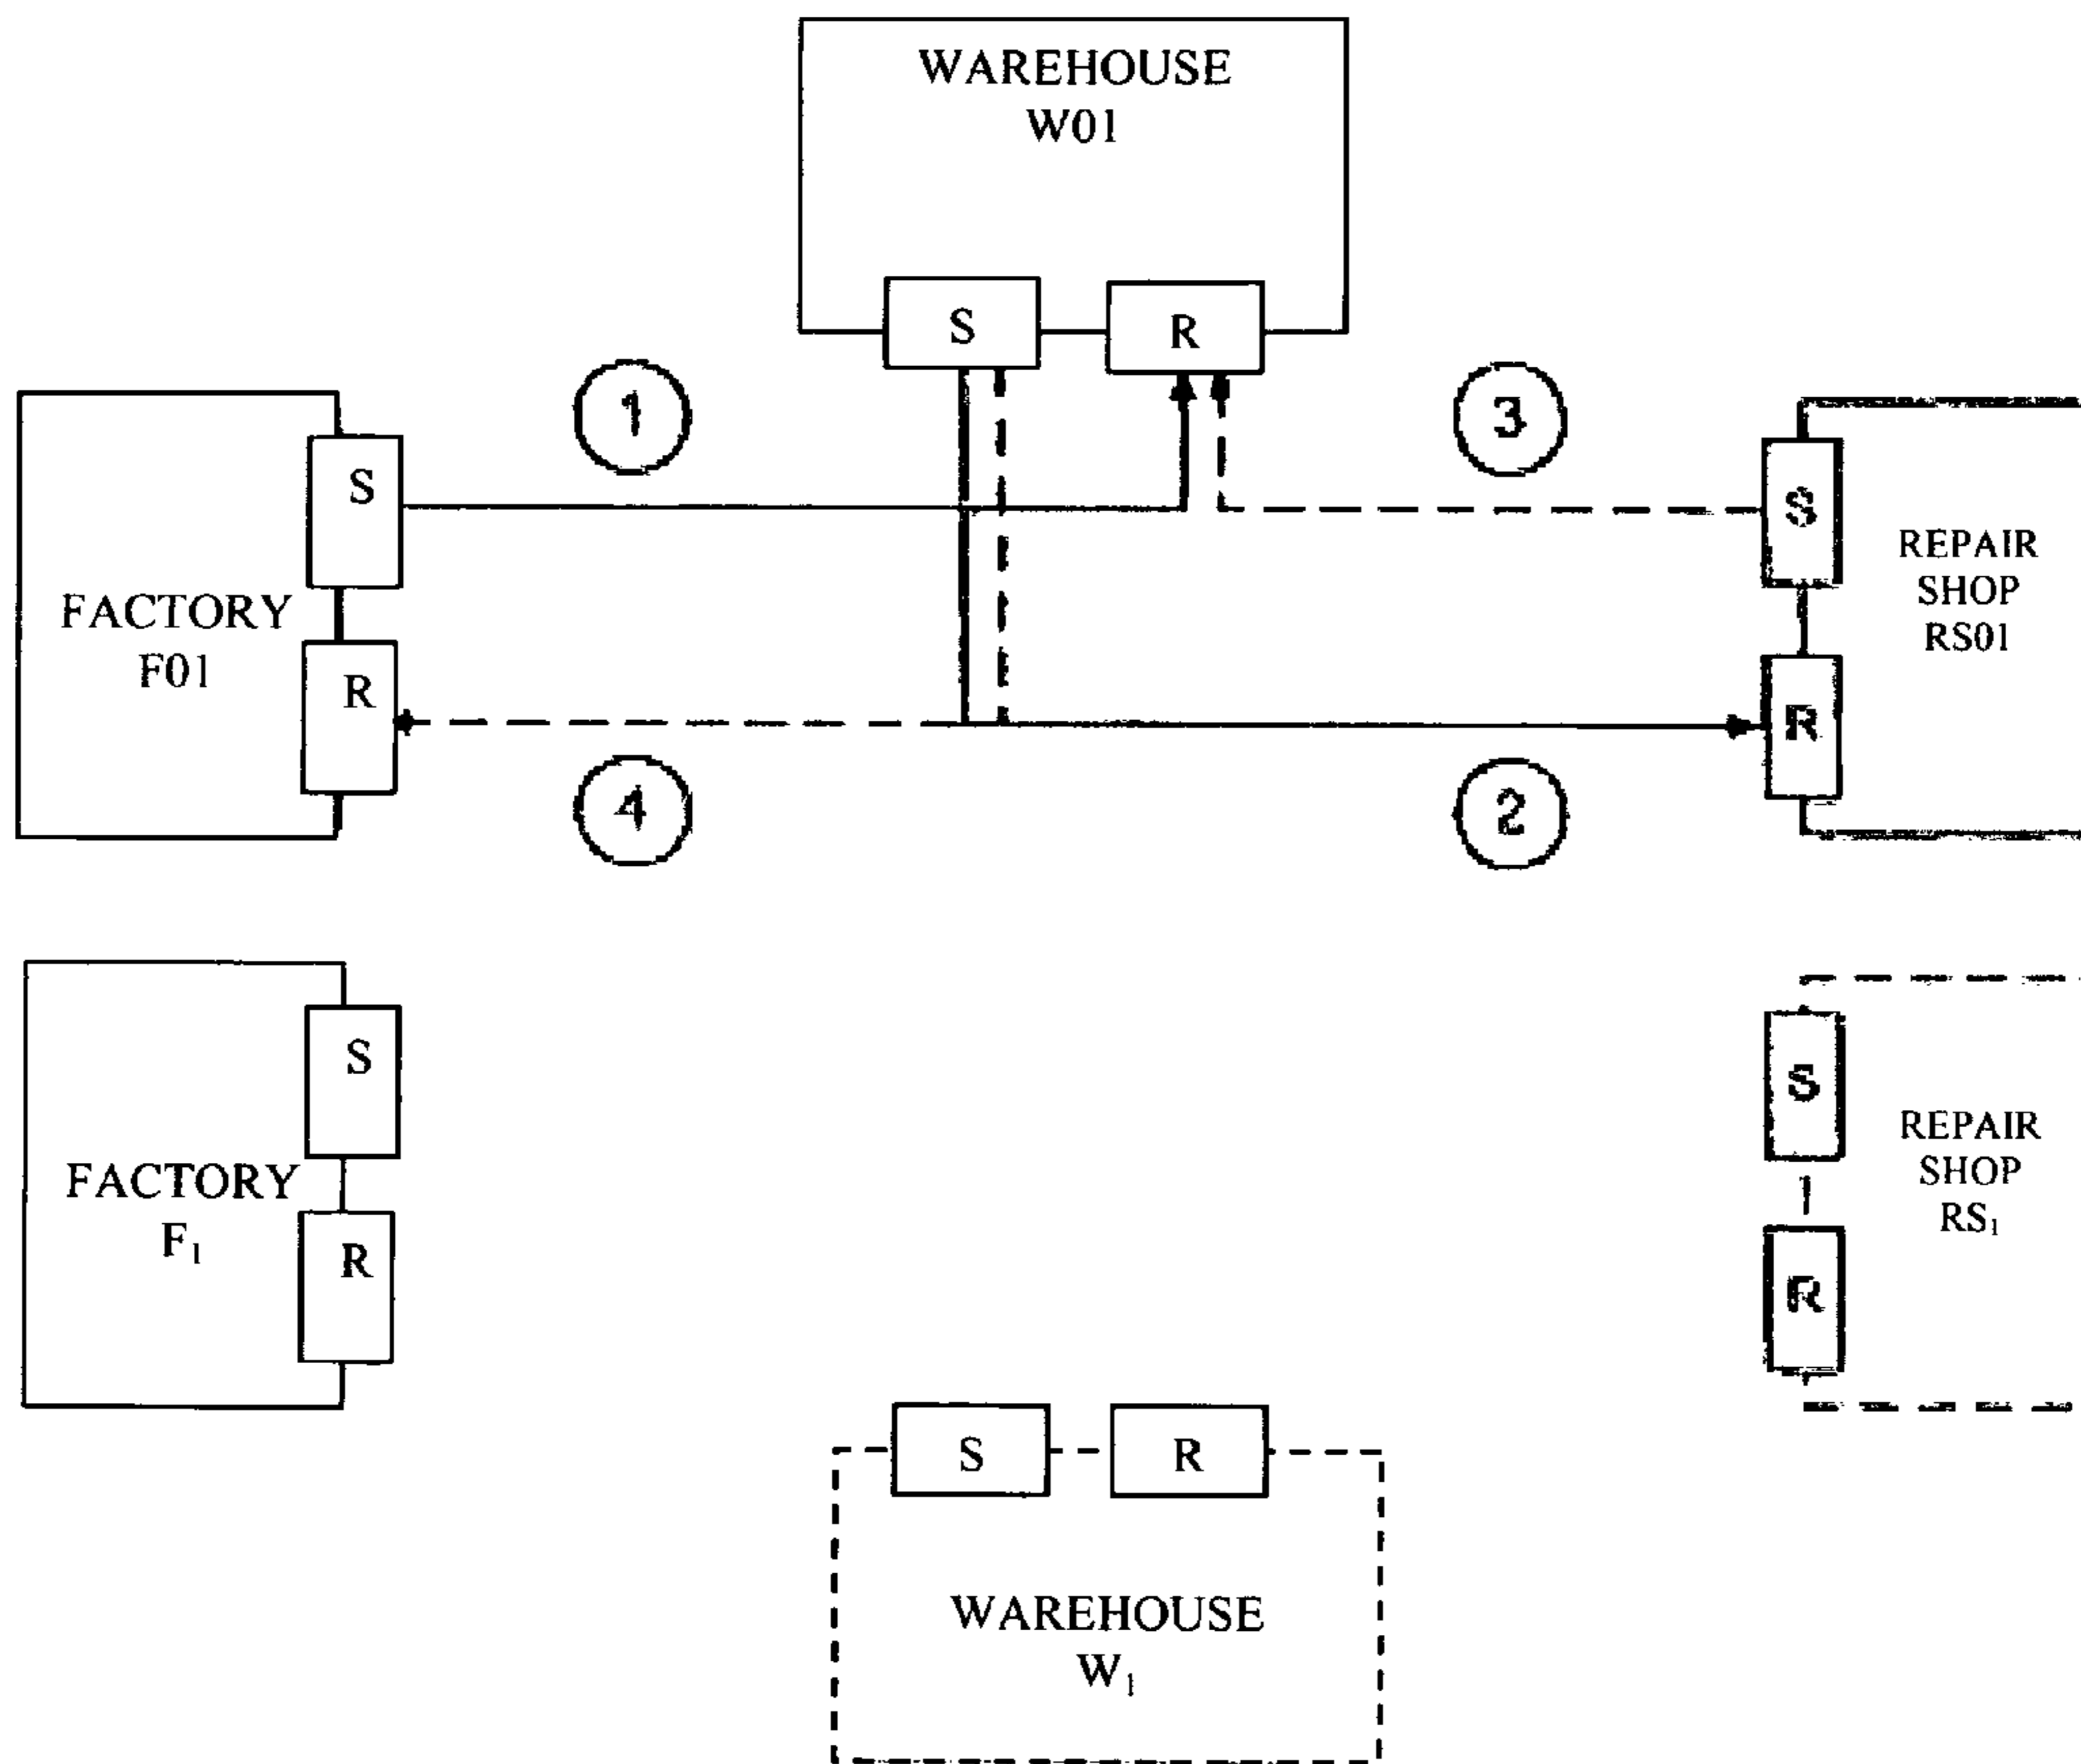 WAREHOUSE
W01
S
R
1
3
S
S
REPAIR
SHOP
RS01
FACTORY
F01
R
R
4
2
S
S
REPAIR
SHOP
RS₁
FACTORY
F₁
R
R
S
R
WAREHOUSE
W₁